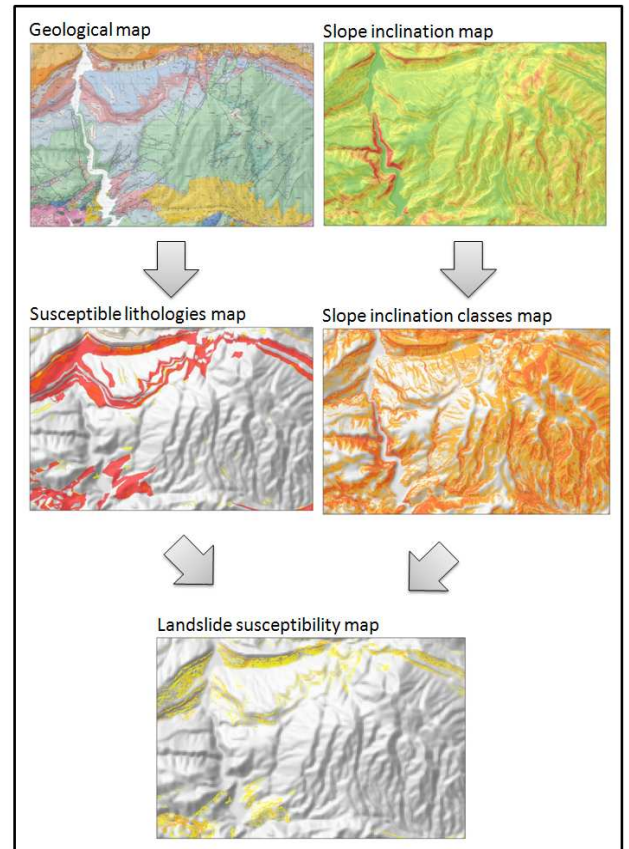 Geological map
Slope inclination map
Susceptible lithologies map
Slope inclination classes map
Landslide susceptibility map